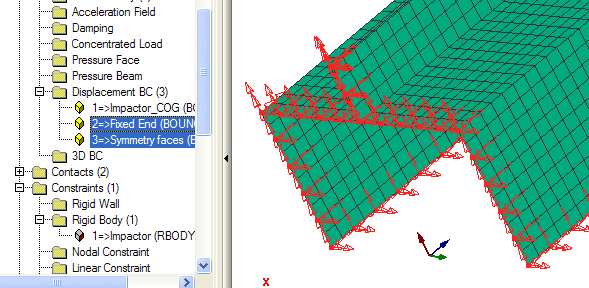 Acceleration Field
Damping
Concentrated Load
Pressure Face
Pressure Beam
Displacement BC (3)
1=>Impactor_COG (BO
2=>Fixed End (BOUN
3=>Symmetry faces (B
3D BC
Contacts (2)
Constraints (1)
Rigid Wall
Rigid Body (1)
1=>Impactor (RBODY
Nodal Constraint
Linear Constraint
x